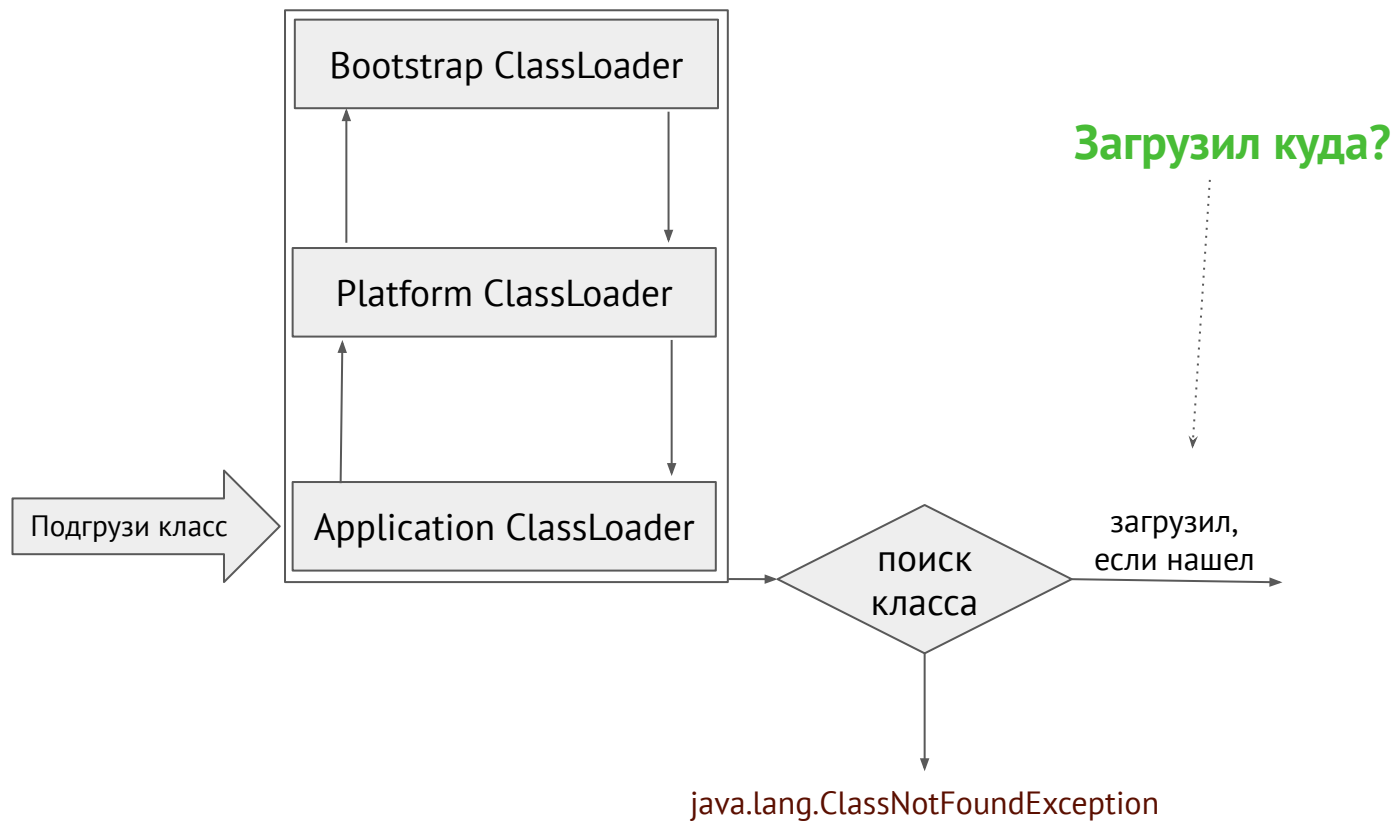 Bootstrap ClassLoader
Загрузил куда?
Platform ClassLoader
Подгрузи класс
Application ClassLoader
поиск
класса
загрузил,
если нашел
java.lang.ClassNotFoundException